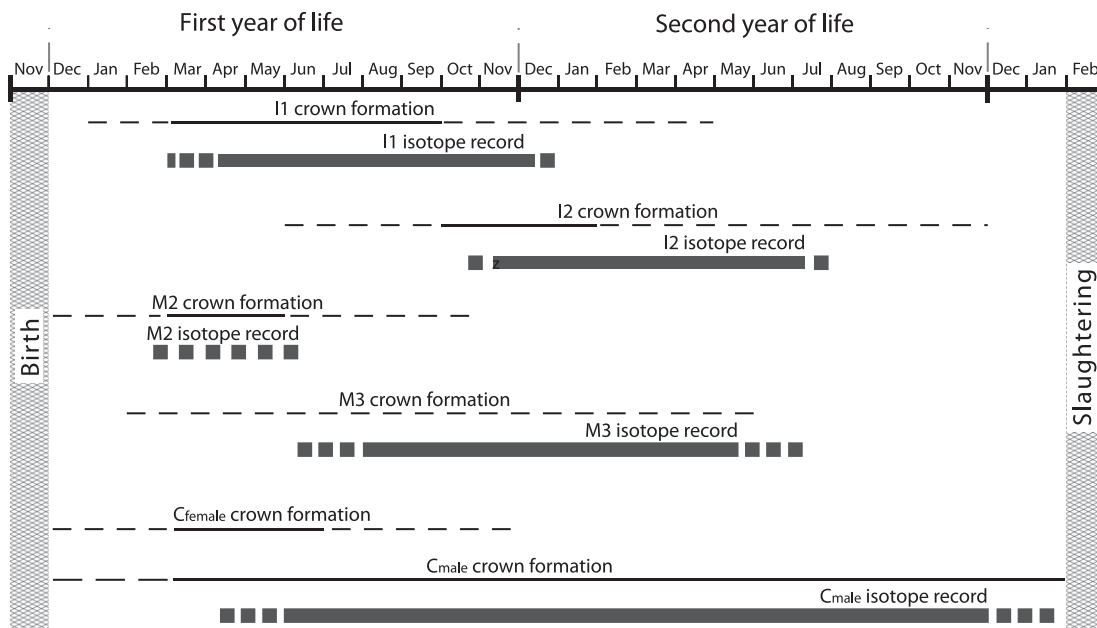 First year of life Second year of life
Nov Dec Jan Feb Mar Apr May Jun Jul Aug Sep Oct Nov Dec Jan Feb Mar Apr May Jun Jul Aug Sep Oct Nov Dec Jan Feb
I1 crown formation
I1 isotope record
I2 crown formation
I2 isotope record
z
M2 crown formation
M2 isotope record
M3 crown formation
M3 isotope record
Cfemale crown formation
Cmale crown formation
Cmale isotope record
Birth
Slaughtering